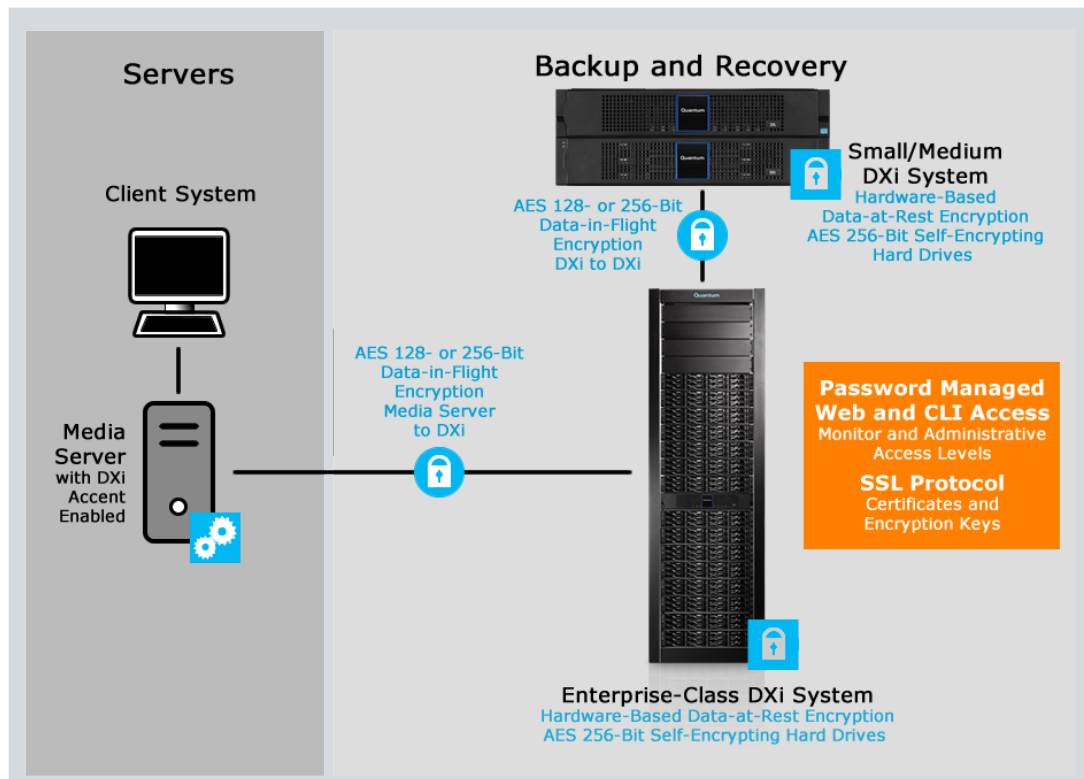 Servers
Client System
Media
Server
with DXi
Accent
Enabled
Backup and Recovery
Quantum
Quantum
Small/Medium
DXi System
Hardware-Based
Data-at-Rest Encryption
AES 256-Bit Self-Encrypting
Hard Drives
AES 128- or 256-Bit
Data-in-Flight
Encryption
DXi to DXi
Quantum
AES 128- or 256-Bit
Data-in-Flight
Encryption
Media Server
to DXi
Password Managed
Web and CLI Access
Monitor and Administrative
Access Levels
SSL Protocol
Certificates and
Encryption Keys
Enterprise-Class DXi System
Hardware-Based Data-at-Rest Encryption
AES 256-Bit Self-Encrypting Hard Drives